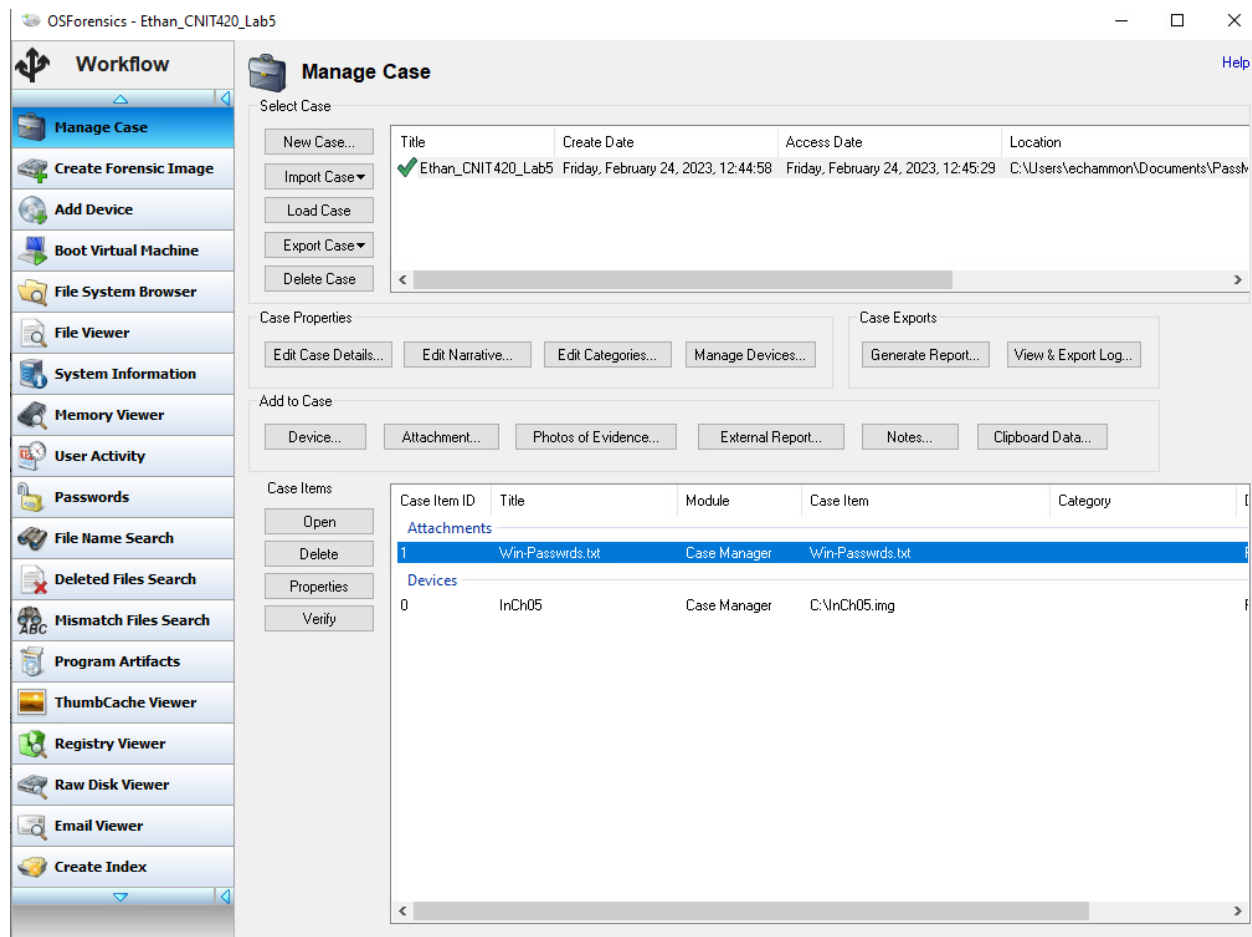 OSForensics - Ethan_CNIT420_Lab5
Workflow
Manage Case
Create Forensic Image
Add Device
Boot Virtual Machine
File System Browser
File Viewer
System Information
Memory Viewer
User Activity
Passwords
File Name Search
Deleted Files Search
Mismatch Files Search
Program Artifacts
ThumbCache Viewer
Registry Viewer
Raw Disk Viewer
Email Viewer
Create Index
Manage Case
Help
Select Case
New Case...
Import Case
Load Case
Export Case
Delete Case
Title Create Date Access Date Location
Ethan_CNIT420_Lab5 Friday, February 24, 2023, 12:44:58 Friday, February 24, 2023, 12:45:29 C:\Users\echammon\Documents\
Case Properties
Edit Case Details... Edit Narrative... Edit Categories... Manage Devices...
Case Exports
Generate Report... View & Export Log...
Add to Case
Device... Attachment... Photos of Evidence... External Report... Notes... Clipboard Data...
Case Items
Open
Delete
Properties
Verify
Case Item ID Title Module Case Item Category
Attachments
1 Win-Passwrds.txt Case Manager Win-Passwrds.txt
Devices
0 InCh05 Case Manager C:\InCh05.img